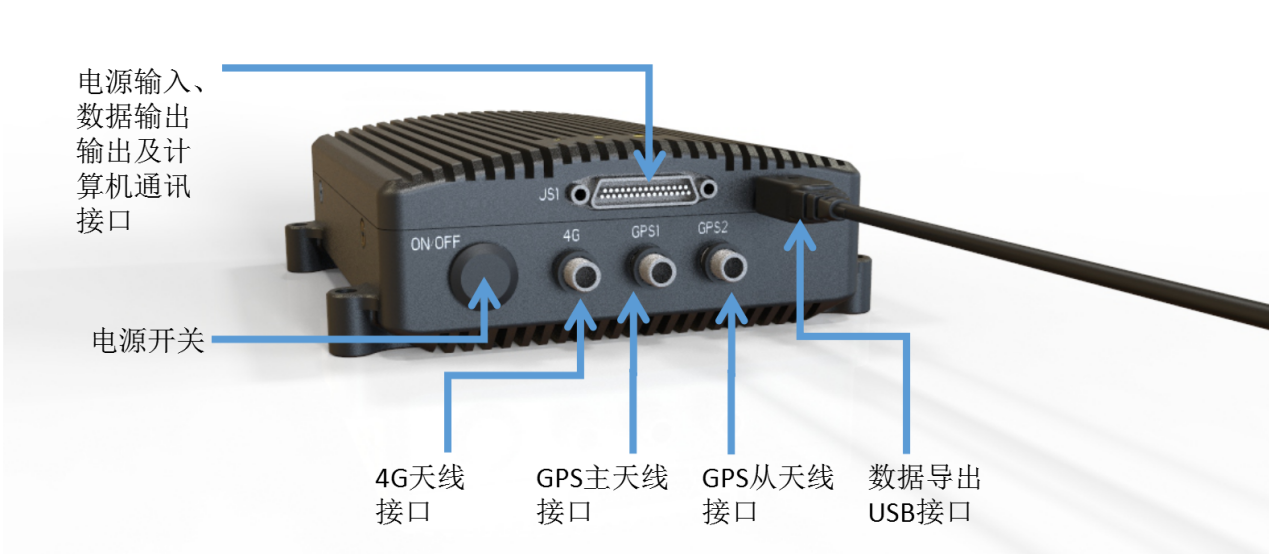 电源输入、
数据输出
输出及计
算机通讯
接口
JS1
ON/OFF
4G
GPS1
GPS2
电源开关
4G天线
接口
GPS主天线
接口
GPS从天线
接口
数据导出
USB接口